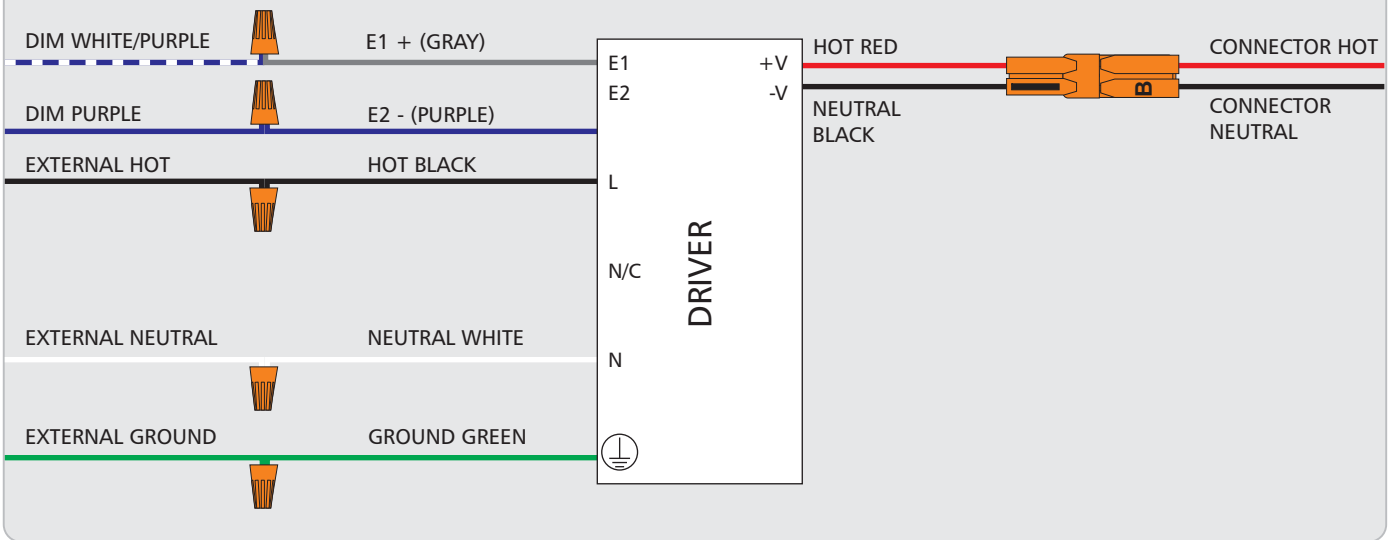 DIM WHITE/PURPLE
E1 + (GRAY)
DIM PURPLE
E2 - (PURPLE)
EXTERNAL HOT
HOT BLACK
EXTERNAL NEUTRAL
NEUTRAL WHITE
EXTERNAL GROUND
GROUND GREEN
E1
E2
L
N/C
N
DRIVER
+V
-V
HOT RED
NEUTRAL
BLACK
B
CONNECTOR HOT
CONNECTOR
NEUTRAL